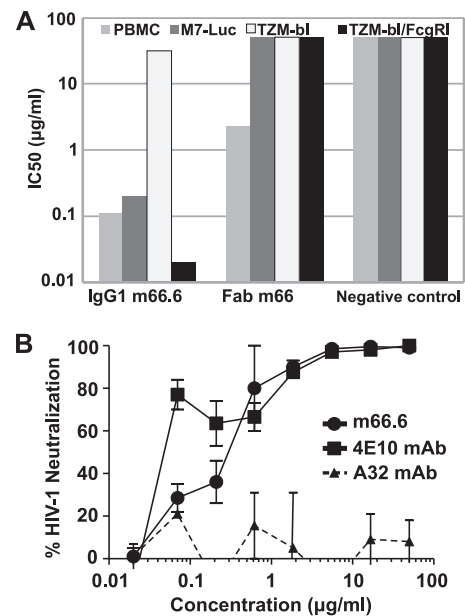 A
PBMC M7-Luc TZM-bl TZM-bl/FcgRI
IC50 (µg/ml)
100
10
1
0.1
0.01
IgG1 m66.6 Fab m66 Negative control
B
% HIV-1 Neutralization
100
80
60
40
20
0
m66.6
4E10 mAb
A32 mAb
0.01 0.1 1 10 100
Concentration (µg/ml)